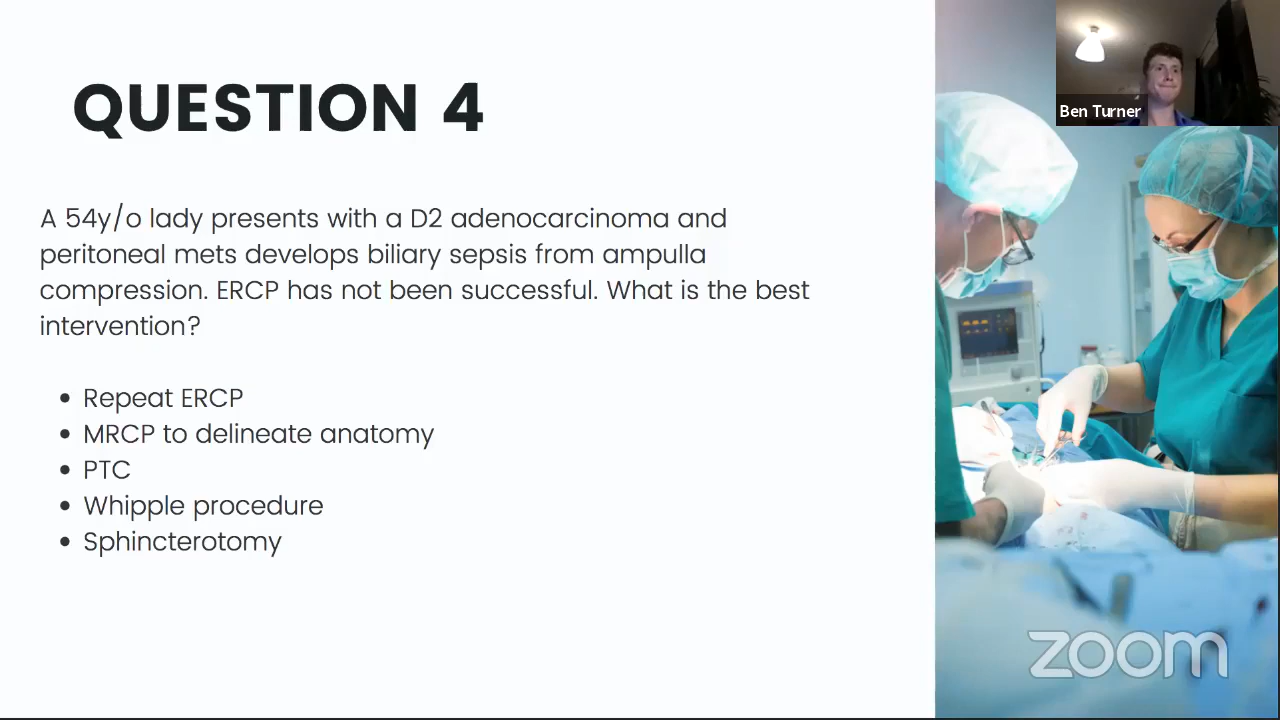 QUESTION 4
A 54y/o lady presents with a D2 adenocarcinoma and
peritoneal mets develops biliary sepsis from ampulla
compression. ERCP has not been successful. What is the best
intervention?
• Repeat ERCP
• MRCP to delineate anatomy
• PTC
• Whipple procedure
• Sphincterotomy
Ben Turner
zoom